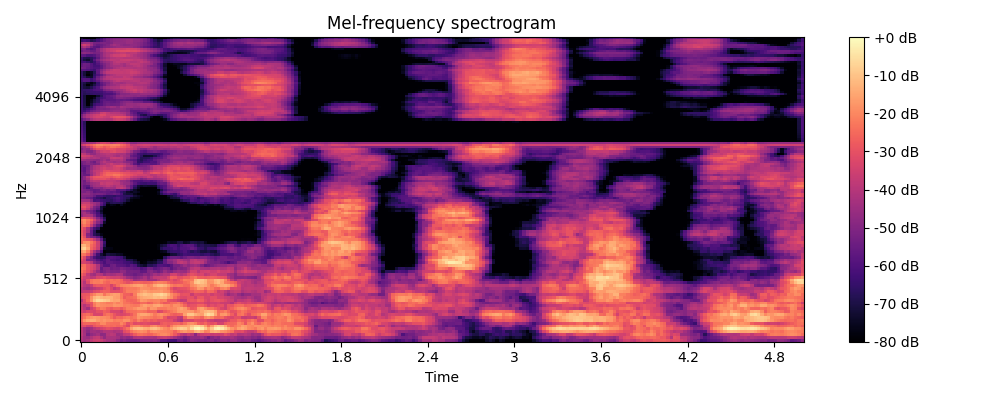 Mel-frequency spectrogram
+0 dB
-10 dB
-20 dB
-30 dB
-40 dB
-50 dB
-60 dB
-70 dB
-80 dB
4096
2048
1024
512
0
Hz
0 0.6 1.2 1.8 2.4 3 3.6 4.2 4.8
Time